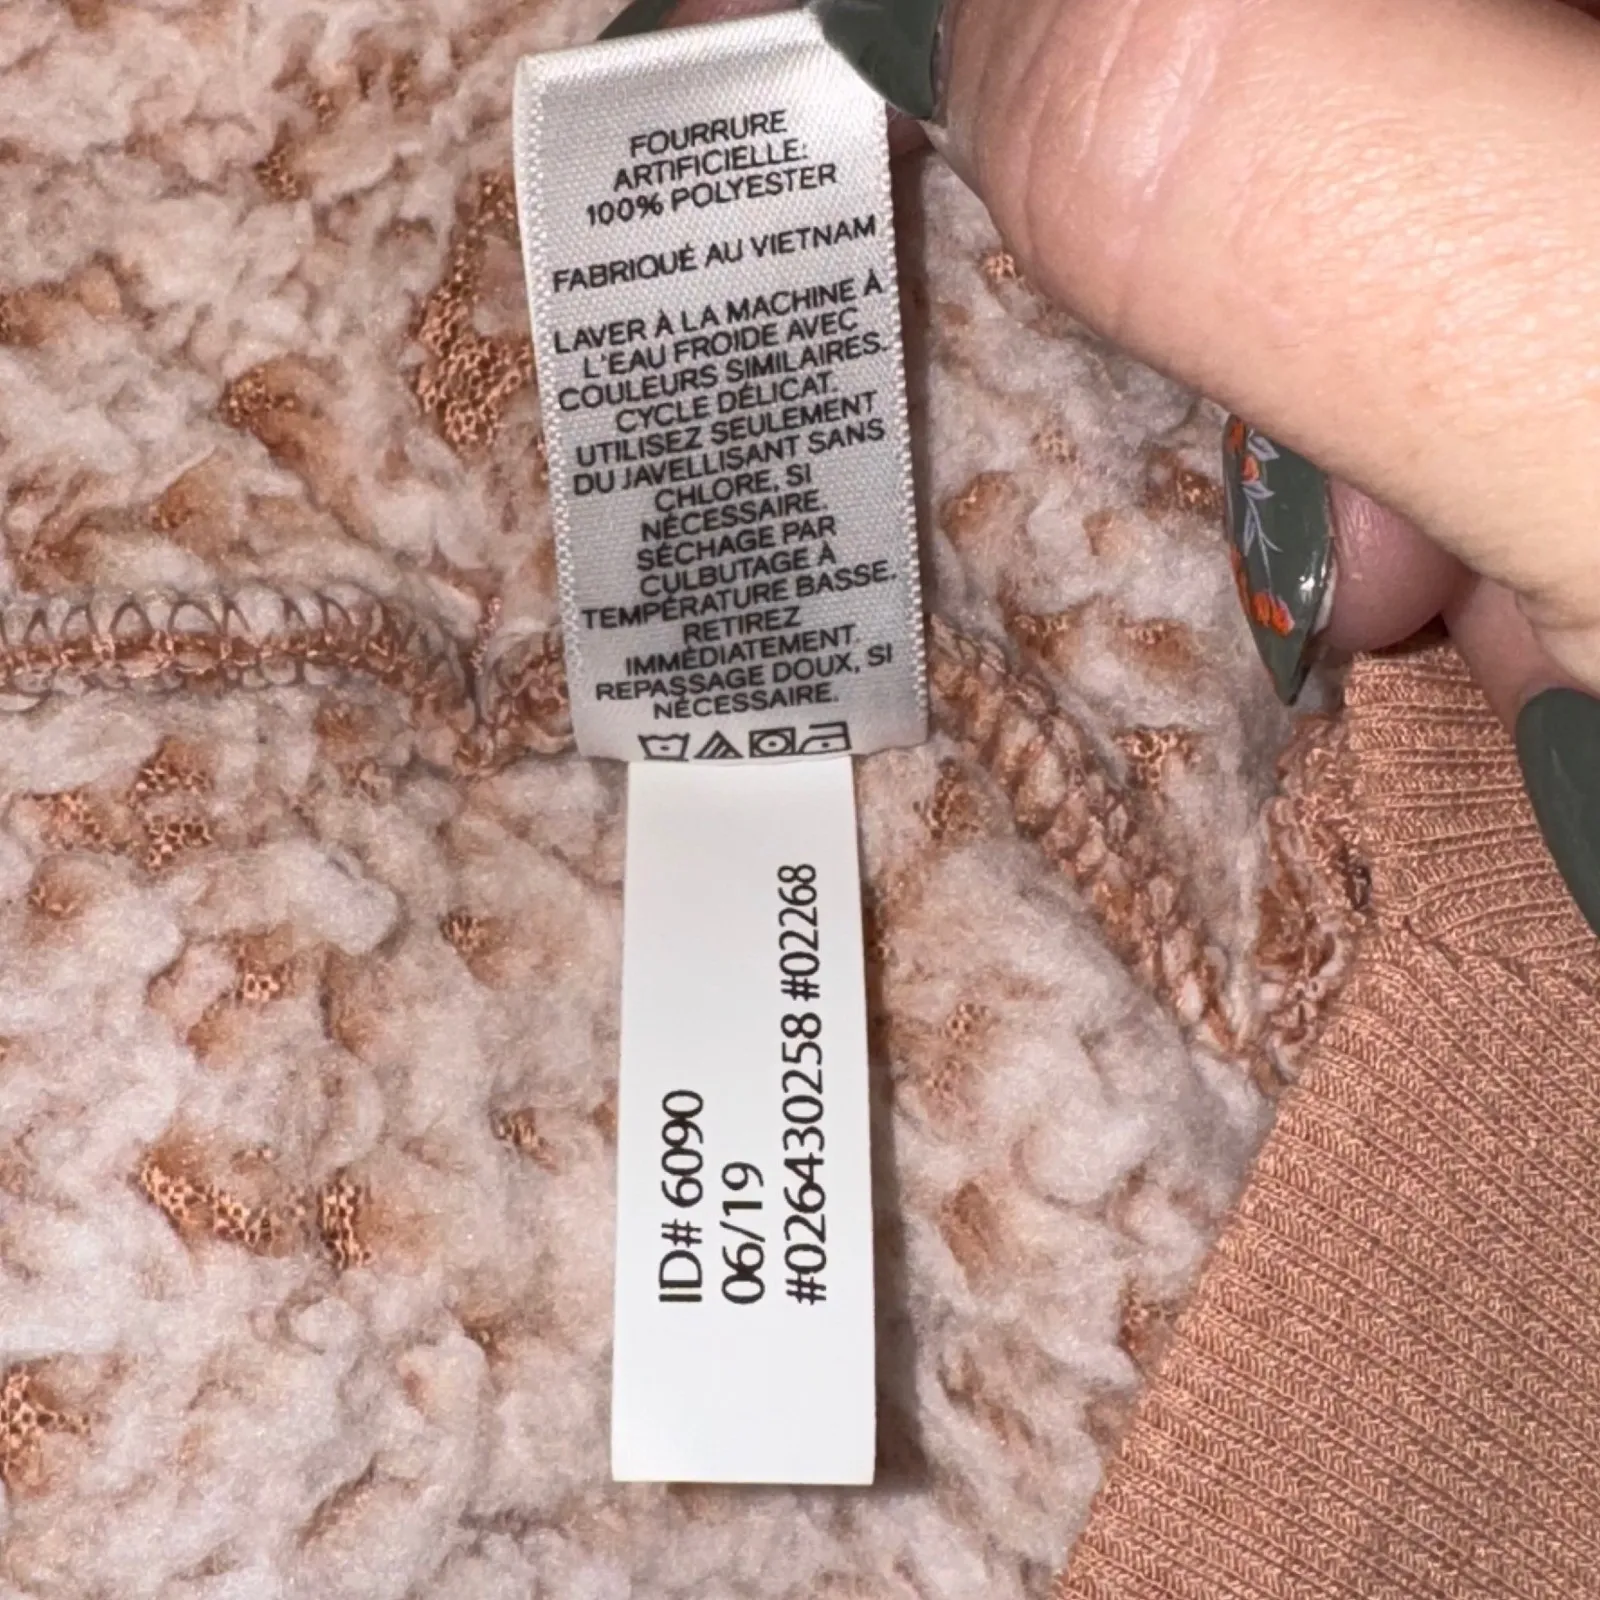 FOURRURE
ARTIFICIELLE:
100% POLYESTER
FABRIQUÉ AU VIETNAM
LAVER À LA MACHINE À
L'EAU FROIDE AVEC
COULEURS SIMILAIRES.
CYCLE DÉLICAT.
UTILISEZ SEULEMENT
DU JAVELLISANT SANS
CHLORE, SI
NÉCESSAIRE.
SÉCHAGE PAR
CULBUTAGE À
TEMPÉRATURE BASSE.
RETIREZ
IMMÉDIATEMENT.
REPASSAGE DOUX, SI
NÉCESSAIRE.
ID# 6090
06/19
#026430258 #02268